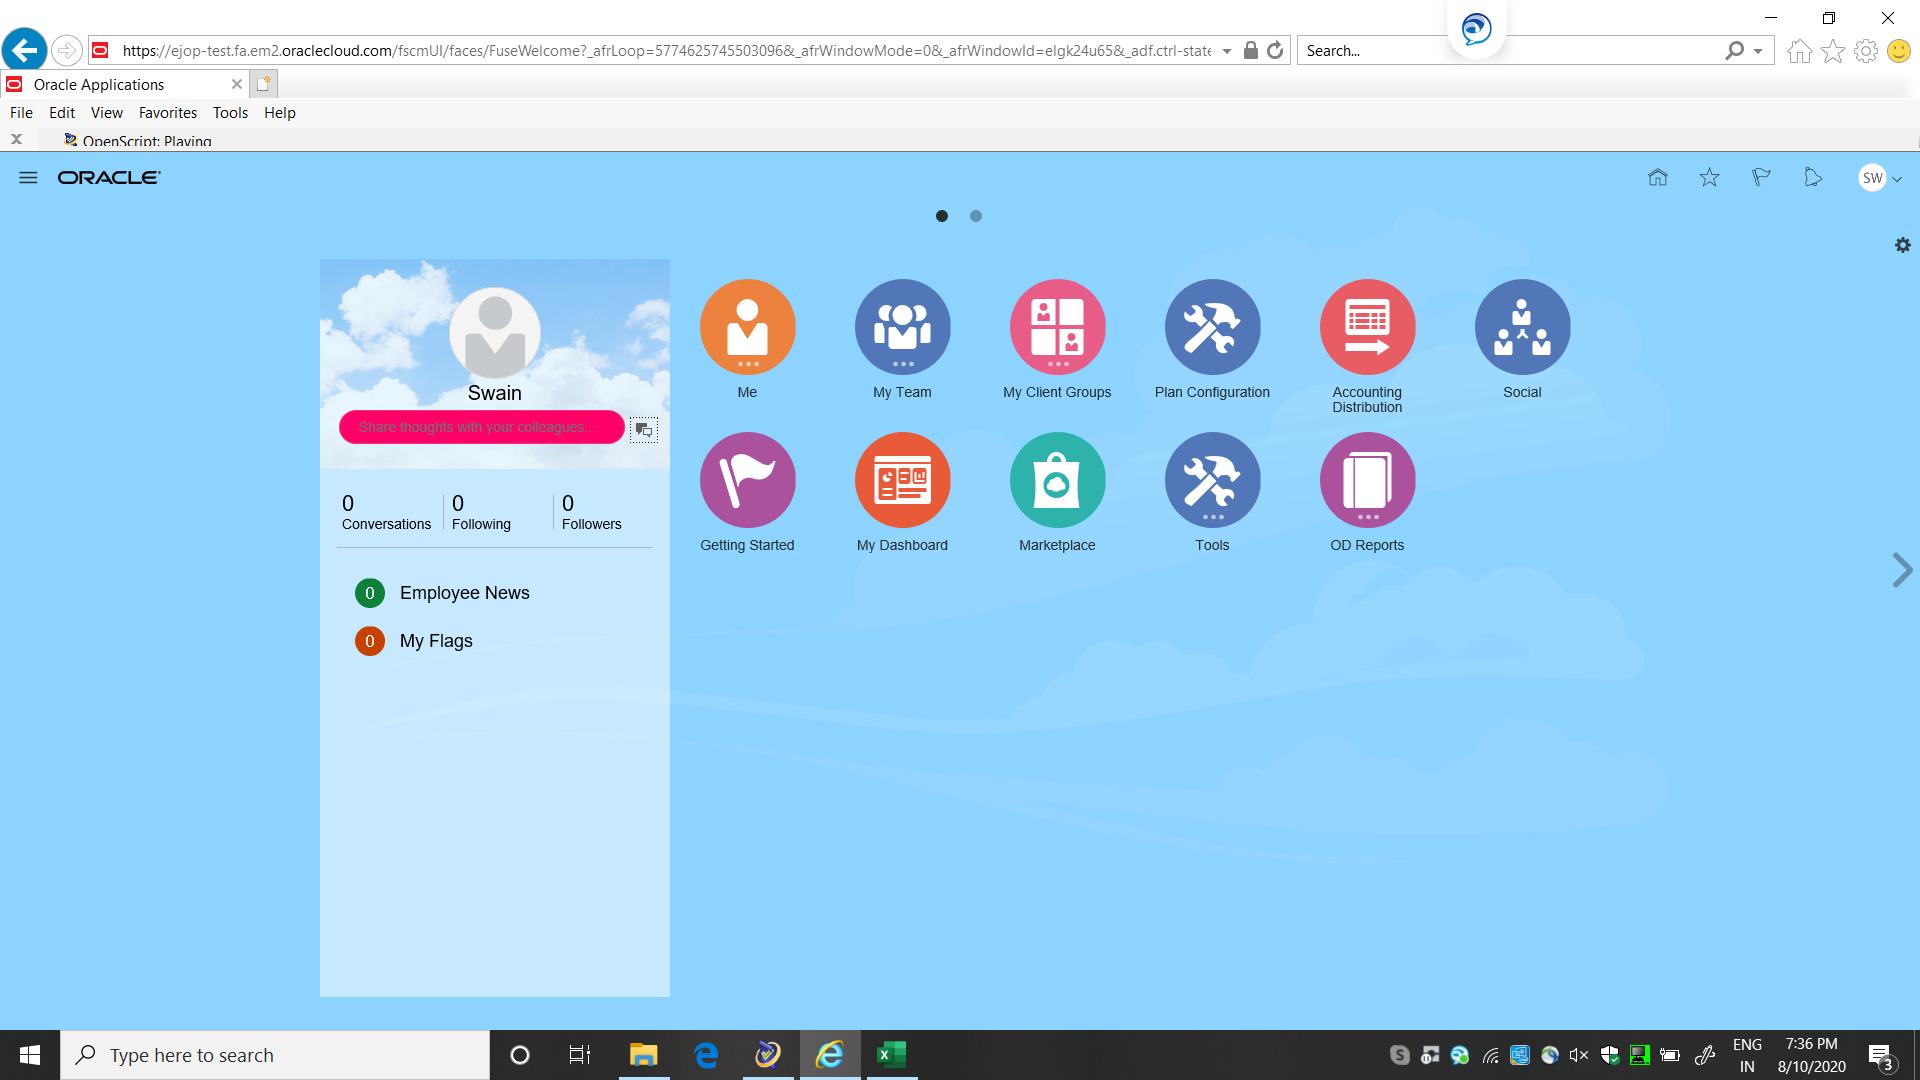 https://ejop-test.fa.em2.oraclecloud.com/fscmUI/faces/FuseWelcome?_afrLoop=5774625745503096&_afrWindowMode=0&_afrWindowId=elgk24u65&_adf.ctrl-state
Search...
Oracle Applications
File Edit View Favorites Tools Help
x OpenScript: Playing
ORACLE
SW
Swain
Share thoughts with your colleagues...
0 0 0
Conversations Following Followers
0 Employee News
0 My Flags
Me
My Team
My Client Groups
Plan Configuration
Accounting
Distribution
Social
Getting Started
My Dashboard
Marketplace
Tools
OD Reports
Type here to search
ENG
IN
7:36 PM
8/10/2020
3